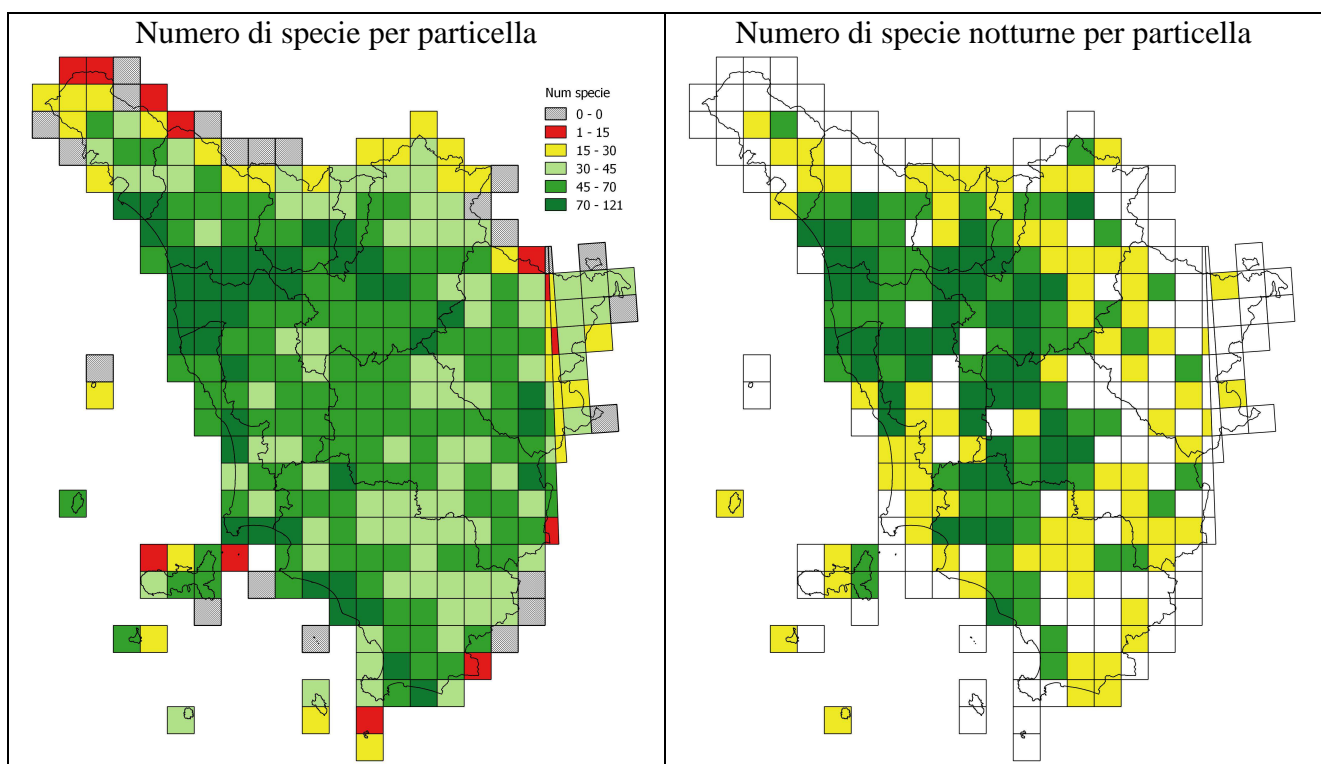 Numero di specie per particella
Numero di specie notturne per particella
Num specie
0 - 0
1 - 15
15 - 30
30 - 45
45 - 70
70 - 121